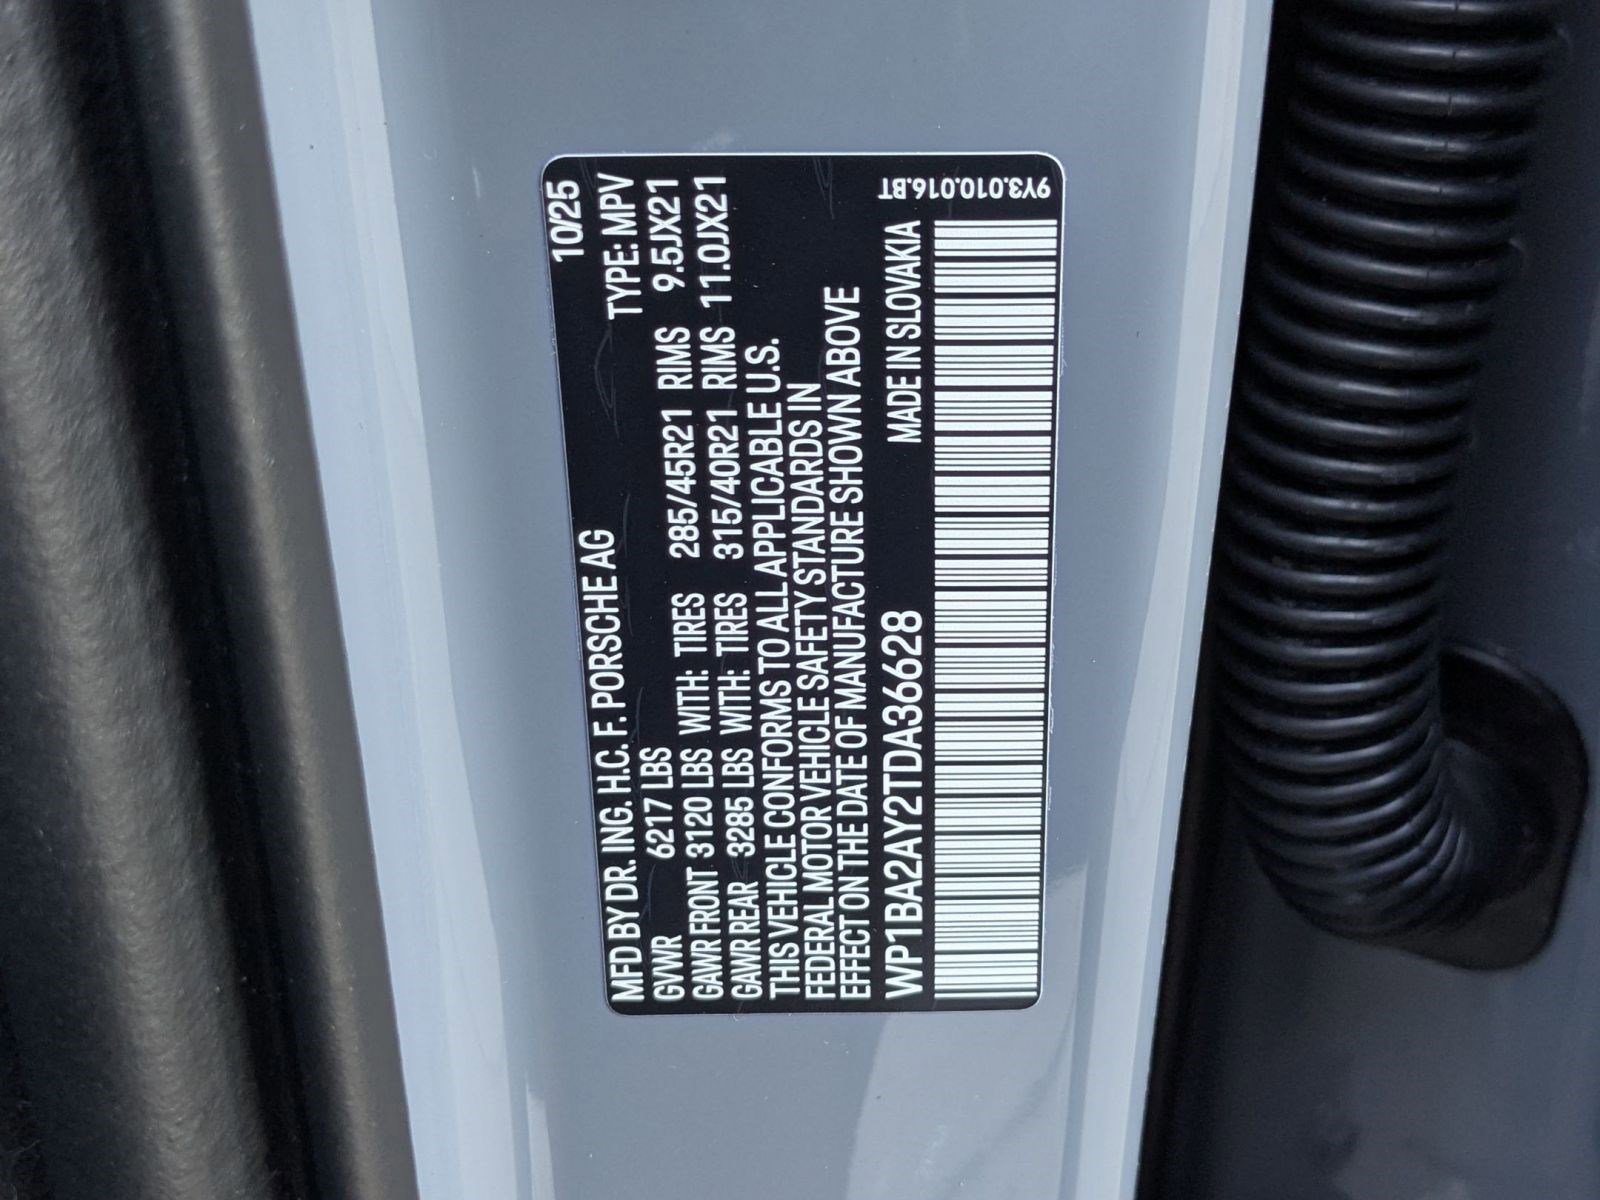 10/25
MFD BY DR. ING. H.C. F. PORSCHE AG TYPE: MPV
GVWR 6217 LBS
GAWR FRONT 3120 LBS WITH: TIRES 285/45R21 RIMS 9.5JX21
GAWR REAR 3285 LBS WITH: TIRES 315/40R21 RIMS 11.0JX21
THIS VEHICLE CONFORMS TO ALL APPLICABLE U.S.
FEDERAL MOTOR VEHICLE SAFETY STANDARDS IN
EFFECT ON THE DATE OF MANUFACTURE SHOWN ABOVE
WP1BA2AY2TDA36628 MADE IN SLOVAKIA
9Y3.010.016.BT